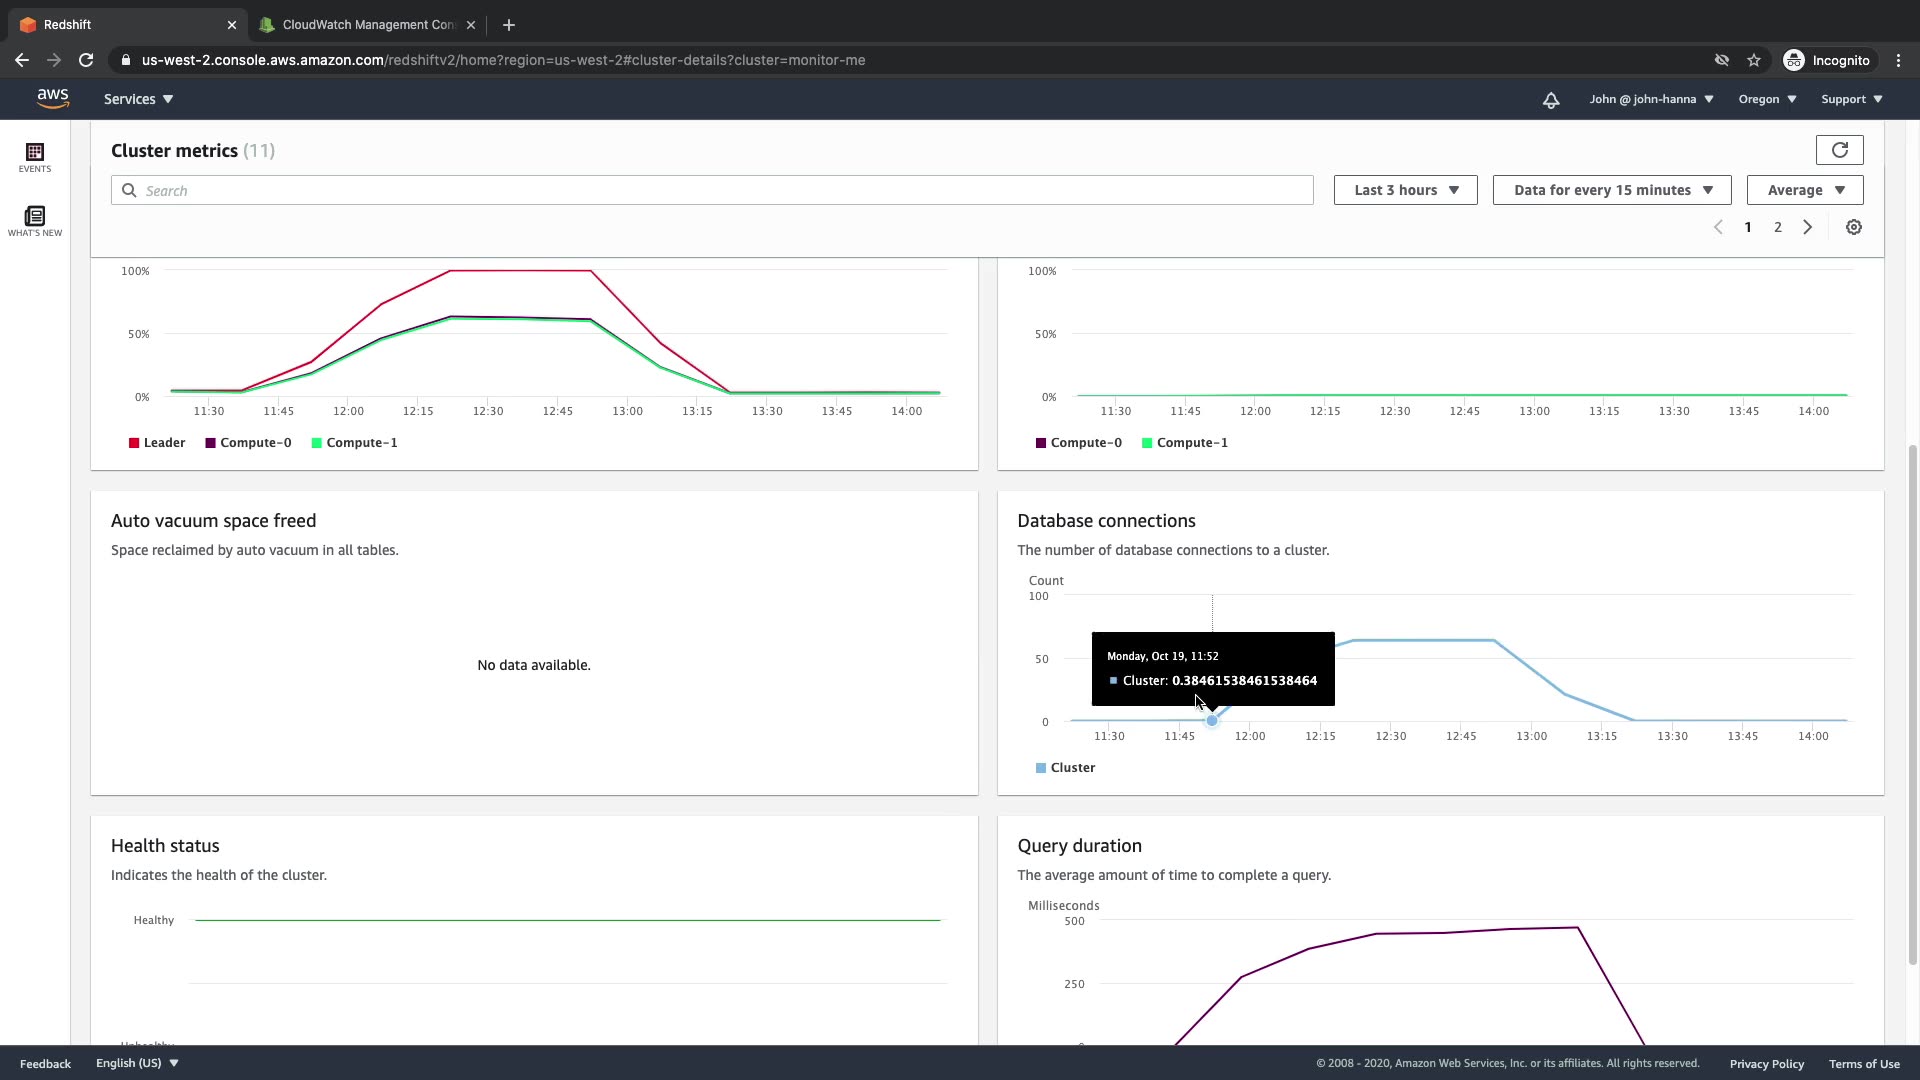 Redshift
CloudWatch Management Con
us-west-2.console.aws.amazon.com/redshiftv2/home?region=us-west-2#cluster-details?cluster=monitor-me
Incognito
aws
Services
John @ john-hanna
Oregon
Support
EVENTS
WHAT'S NEW
Cluster metrics (11)
Search
Last 3 hours
Data for every 15 minutes
Average
1 2
100%
50%
0%
11:30 11:45 12:00 12:15 12:30 12:45 13:00 13:15 13:30 13:45 14:00
Leader Compute-0 Compute-1
100%
50%
0%
11:30 11:45 12:00 12:15 12:30 12:45 13:00 13:15 13:30 13:45 14:00
Compute-0 Compute-1
Auto vacuum space freed
Space reclaimed by auto vacuum in all tables.
No data available.
Database connections
The number of database connections to a cluster.
Count
100
50
0
Monday, Oct 19, 11:52
Cluster: 0.38461538461538464
11:30 11:45 12:00 12:15 12:30 12:45 13:00 13:15 13:30 13:45 14:00
Cluster
Health status
Indicates the health of the cluster.
Healthy
Query duration
The average amount of time to complete a query.
Milliseconds
500
250
Feedback
English (US)
© 2008 - 2020, Amazon Web Services, Inc. or its affiliates. All rights reserved.
Privacy Policy
Terms of Use